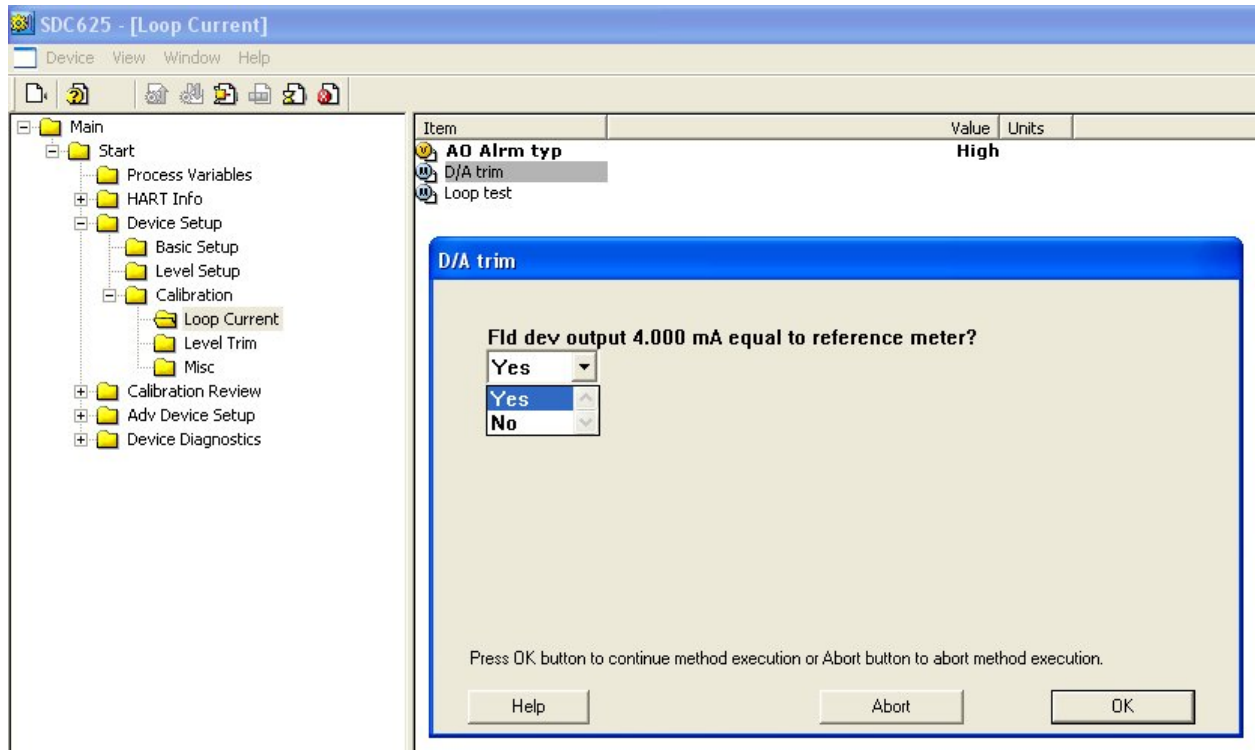 SDC625 - [Loop Current]
Device View Window Help
Main
Start
Process Variables
HART Info
Device Setup
Basic Setup
Level Setup
Calibration
Loop Current
Level Trim
Misc
Calibration Review
Adv Device Setup
Device Diagnostics
Item Value Units
AO Alrm typ High
D/A trim
Loop test
D/A trim
Fld dev output 4.000 mA equal to reference meter?
Yes
Yes
No
Press OK button to continue method execution or Abort button to abort method execution.
Help Abort OK